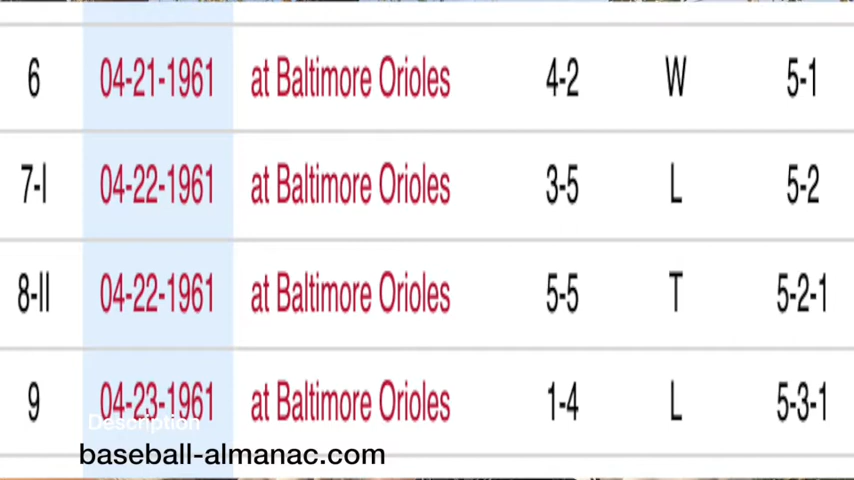 6 04-21-1961 at Baltimore Orioles 4-2 W 5-1
7-I 04-22-1961 at Baltimore Orioles 3-5 L 5-2
8-II 04-22-1961 at Baltimore Orioles 5-5 T 5-2-1
9 04-23-1961 at Baltimore Orioles 1-4 L 5-3-1
Description
baseball-almanac.com